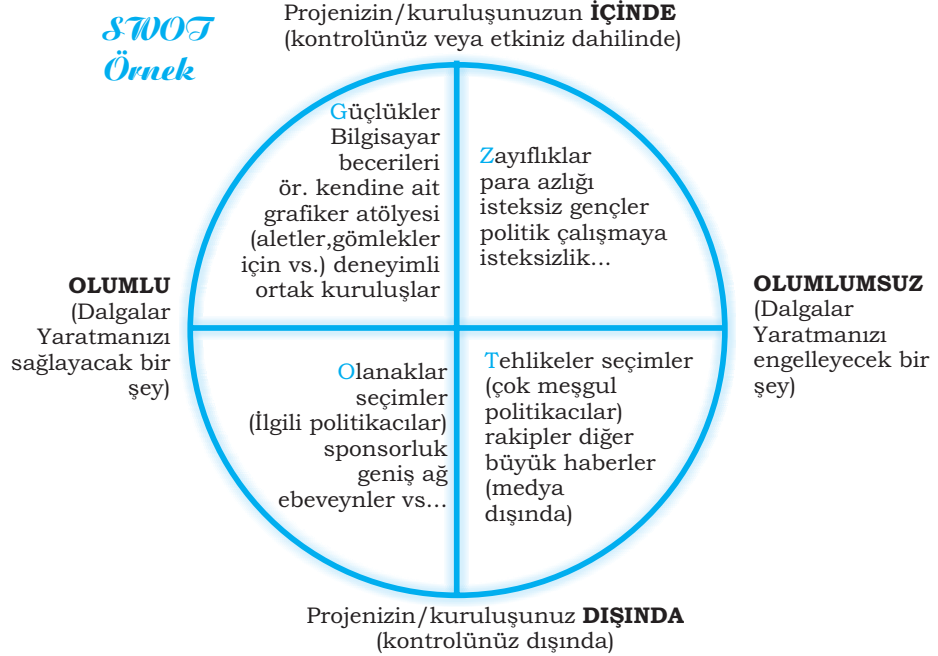 SWOT
Örnek
Projenizin/kuruluşunuzun İÇİNDE
(kontrolünüz veya etkiniz dahilinde)
Güçlükler
Bilgisayar
becerileri
ör. kendine ait
grafiker atölyesi
(aletler,gömlekler
için vs.) deneyimli
ortak kuruluşlar
Zayıflıklar
para azlığı
isteksiz gençler
politik çalışmaya
isteksizlik...
OLUMLU
(Dalgalar
Yaratmanızı
sağlayacak bir
şey)
OLUMLUMSUZ
(Dalgalar
Yaratmanızı
engelleyecek bir
şey)
Olanaklar
seçimler
(İlgili politikacılar)
sponsorluk
geniş ağ
ebeveynler vs...
Tehlikeler seçimler
(çok meşgul
politikacılar)
rakipler diğer
büyük haberler
(medya
dışında)
Projenizin/kuruluşunuz DIŞINDA
(kontrolünüz dışında)